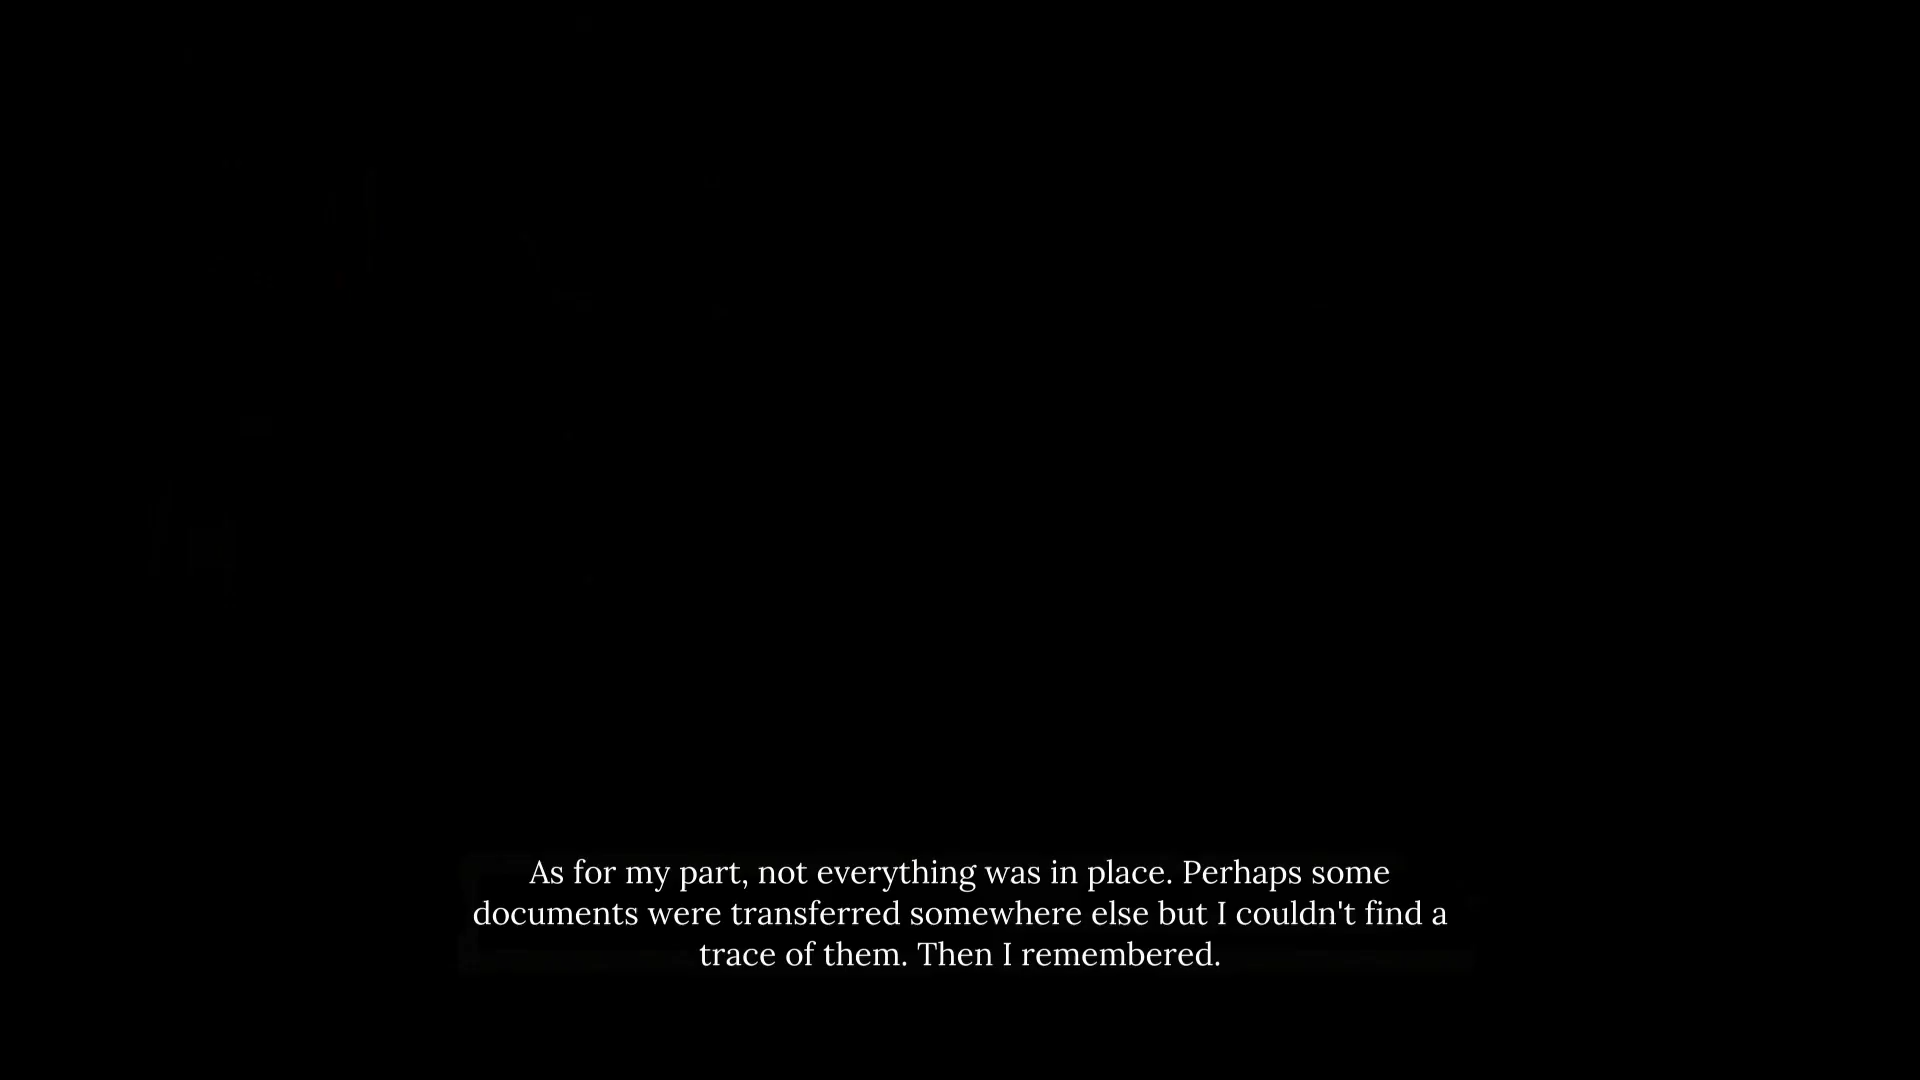 As for my part, not everything was in place. Perhaps some
documents were transferred somewhere else but I couldn't find a
trace of them. Then I remembered.